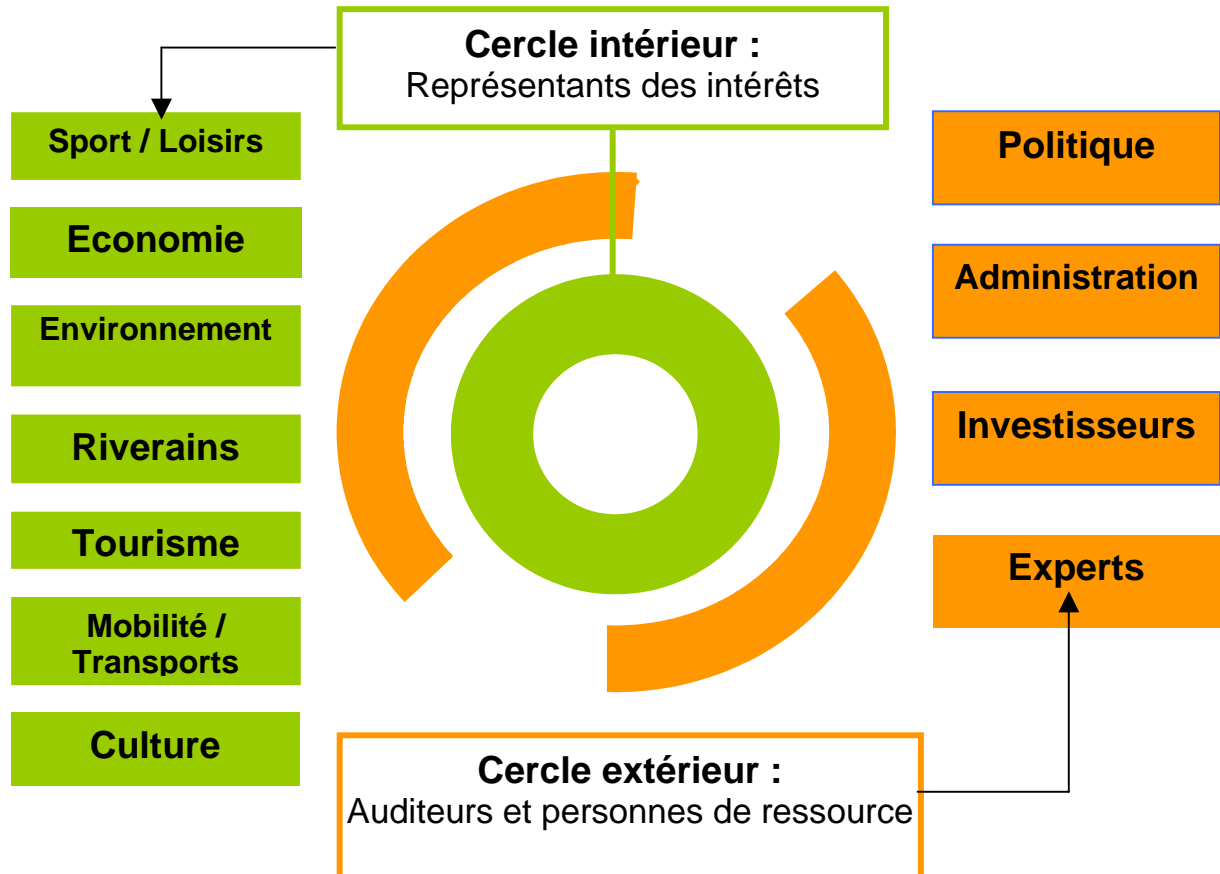 Cercle intérieur :
Représentants des intérêts
Sport / Loisirs
Economie
Environnement
Riverains
Tourisme
Mobilité /
Transports
Culture
Politique
Administration
Investisseurs
Experts
Cercle extérieur :
Auditeurs et personnes de ressource